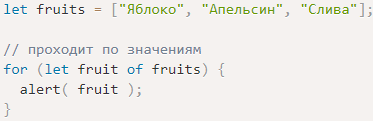 let fruits = ["Яблоко", "Апельсин", "Слива"];
// проходит по значениям
for (let fruit of fruits) {
  alert( fruit );
}